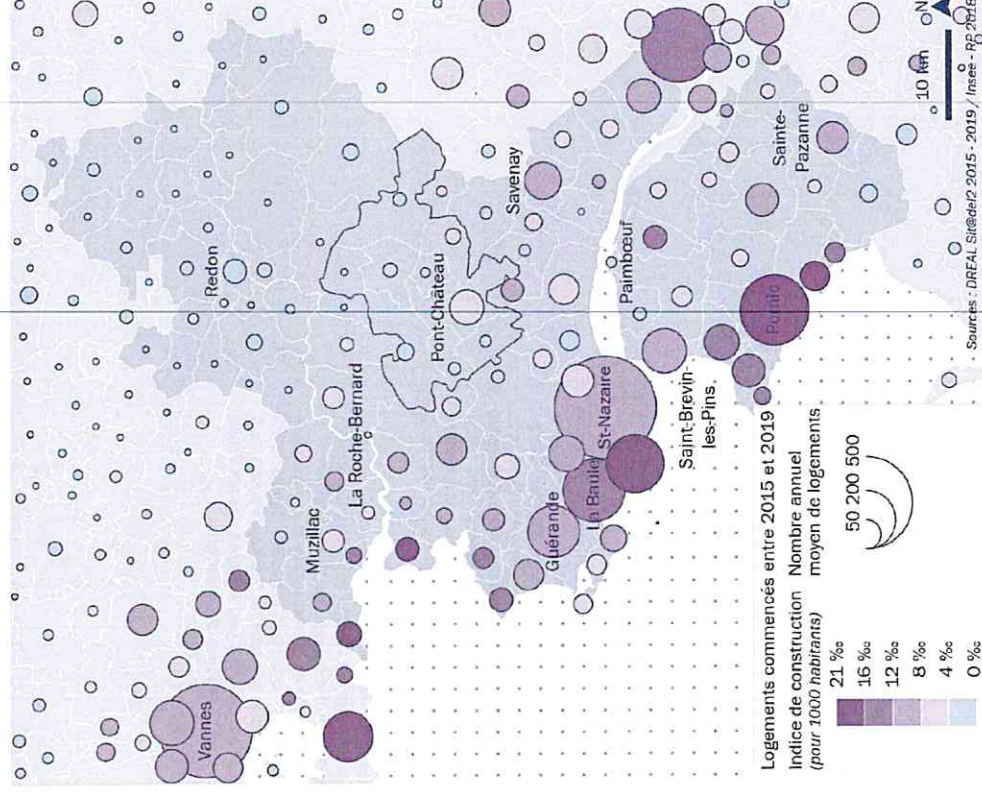 Redon
La Roche-Bernard
Muzillac
Vannes
Pont-Château
Savenay
Guérande
La Baule
St-Nazaire
Paimbœuf
Saint-Brevin-
les-Pins
Pornic
Sainte-
Pazanne
Logements commencés entre 2015 et 2019
Indice de construction
(pour 1000 habitants)
21 ‰
16 ‰
12 ‰
8 ‰
4 ‰
0 ‰
Nombre annuel
moyen de logements
50 200 500
10 km
N
Sources : DREAL Sit@del2 2015 - 2019 / Insee - RP 2018